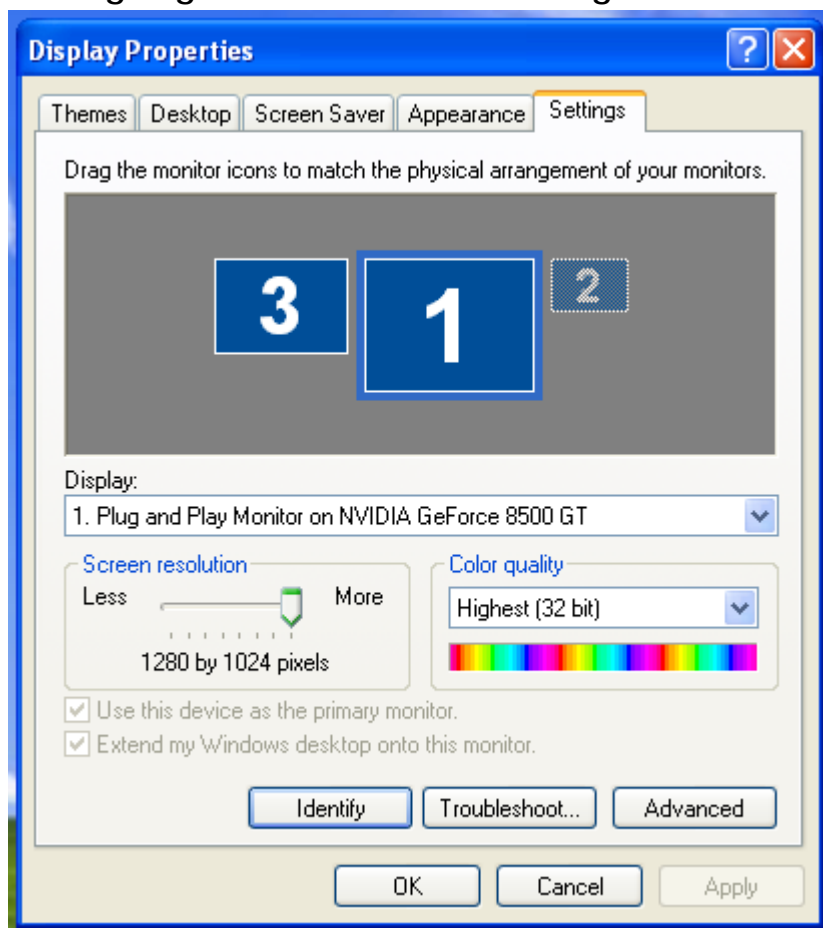 Display Properties
Themes Desktop Screen Saver Appearance Settings
Drag the monitor icons to match the physical arrangement of your monitors.
3 1 2
Display:
1. Plug and Play Monitor on NVIDIA GeForce 8500 GT
Screen resolution
Less More
1280 by 1024 pixels
Color quality
Highest (32 bit)
Use this device as the primary monitor.
Extend my Windows desktop onto this monitor.
Identify Troubleshoot... Advanced
OK Cancel Apply